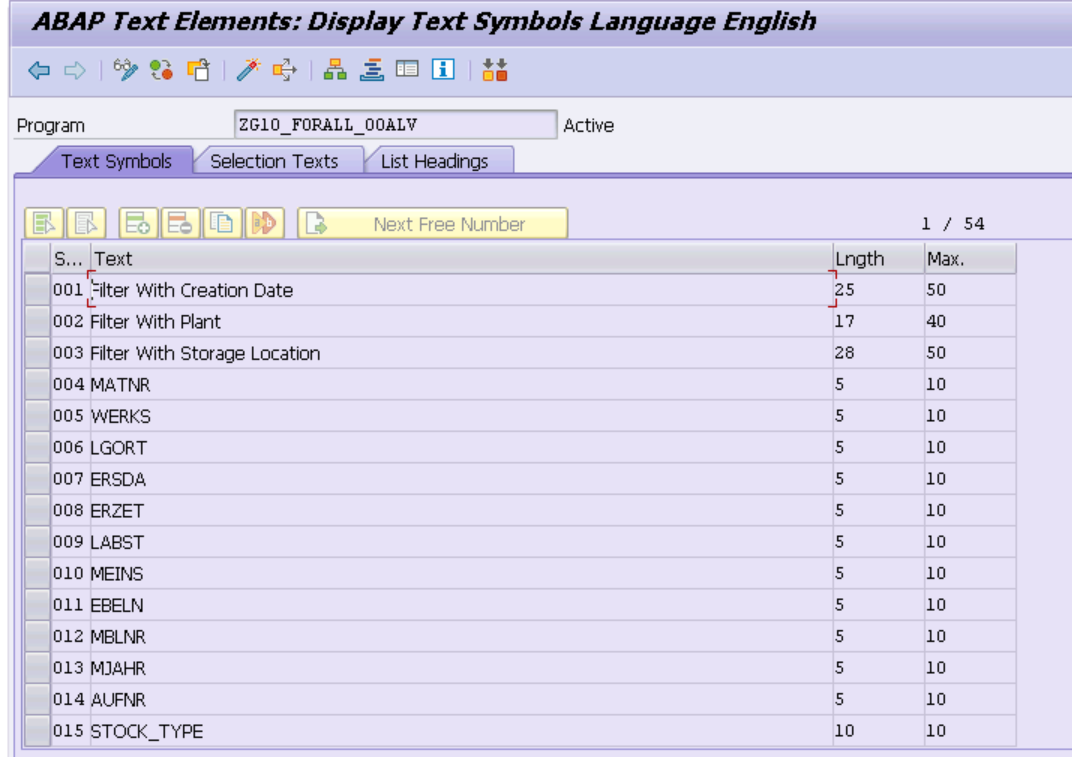 ABAP Text Elements: Display Text Symbols Language English
Program ZG10_FORALL_OOALV Active
Text Symbols Selection Texts List Headings
Next Free Number 1 / 54
S... Text Lngth Max.
001 Filter With Creation Date 25 50
002 Filter With Plant 17 40
003 Filter With Storage Location 28 50
004 MATNR 5 10
005 WERKS 5 10
006 LGORT 5 10
007 ERSDA 5 10
008 ERZET 5 10
009 LABST 5 10
010 MEINS 5 10
011 EBELN 5 10
012 MBLNR 5 10
013 MJAHR 5 10
014 AUFNR 5 10
015 STOCK_TYPE 10 10